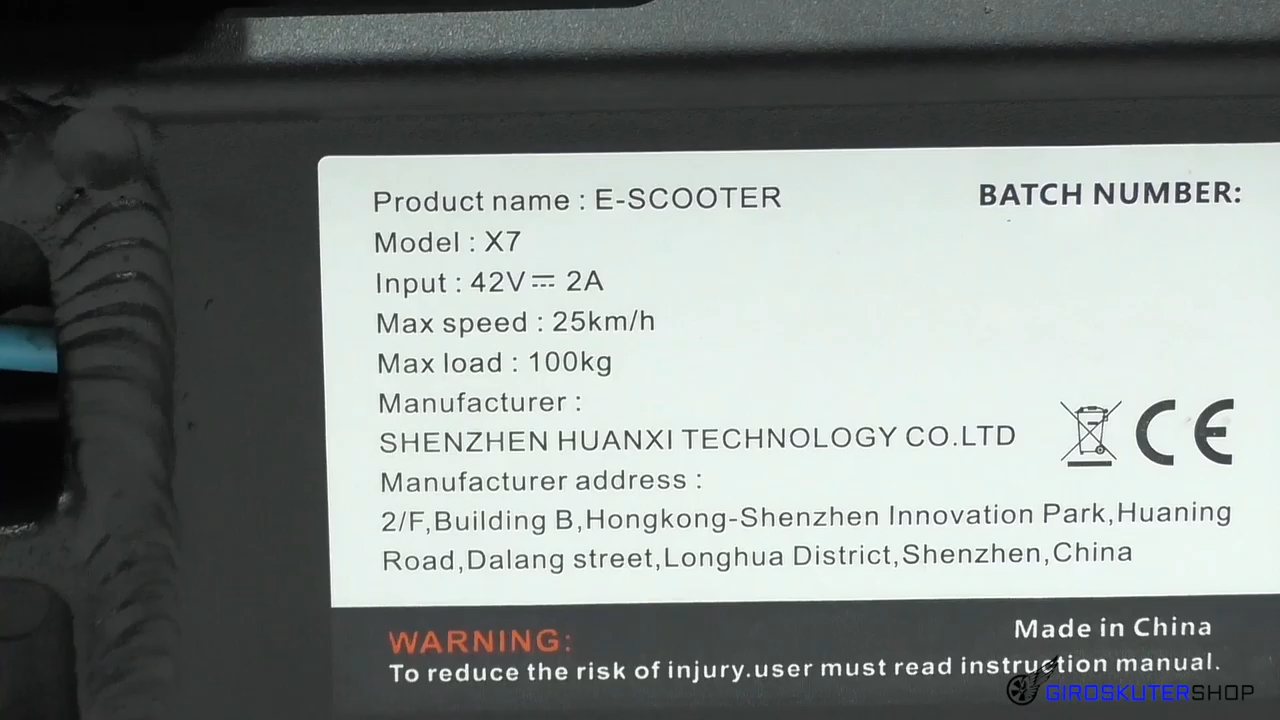 Product name : E-SCOOTER
BATCH NUMBER:
Model : X7
Input : 42V⎓ 2A
Max speed : 25km/h
Max load : 100kg
Manufacturer :
SHENZHEN HUANXI TECHNOLOGY CO.LTD
CE
Manufacturer address :
2/F,Building B,Hongkong-Shenzhen Innovation Park,Huaning
Road,Dalang street,Longhua District,Shenzhen,China
WARNING:
Made in China
To reduce the risk of injury.user must read instruction manual.
GIROSKUTERSHOP